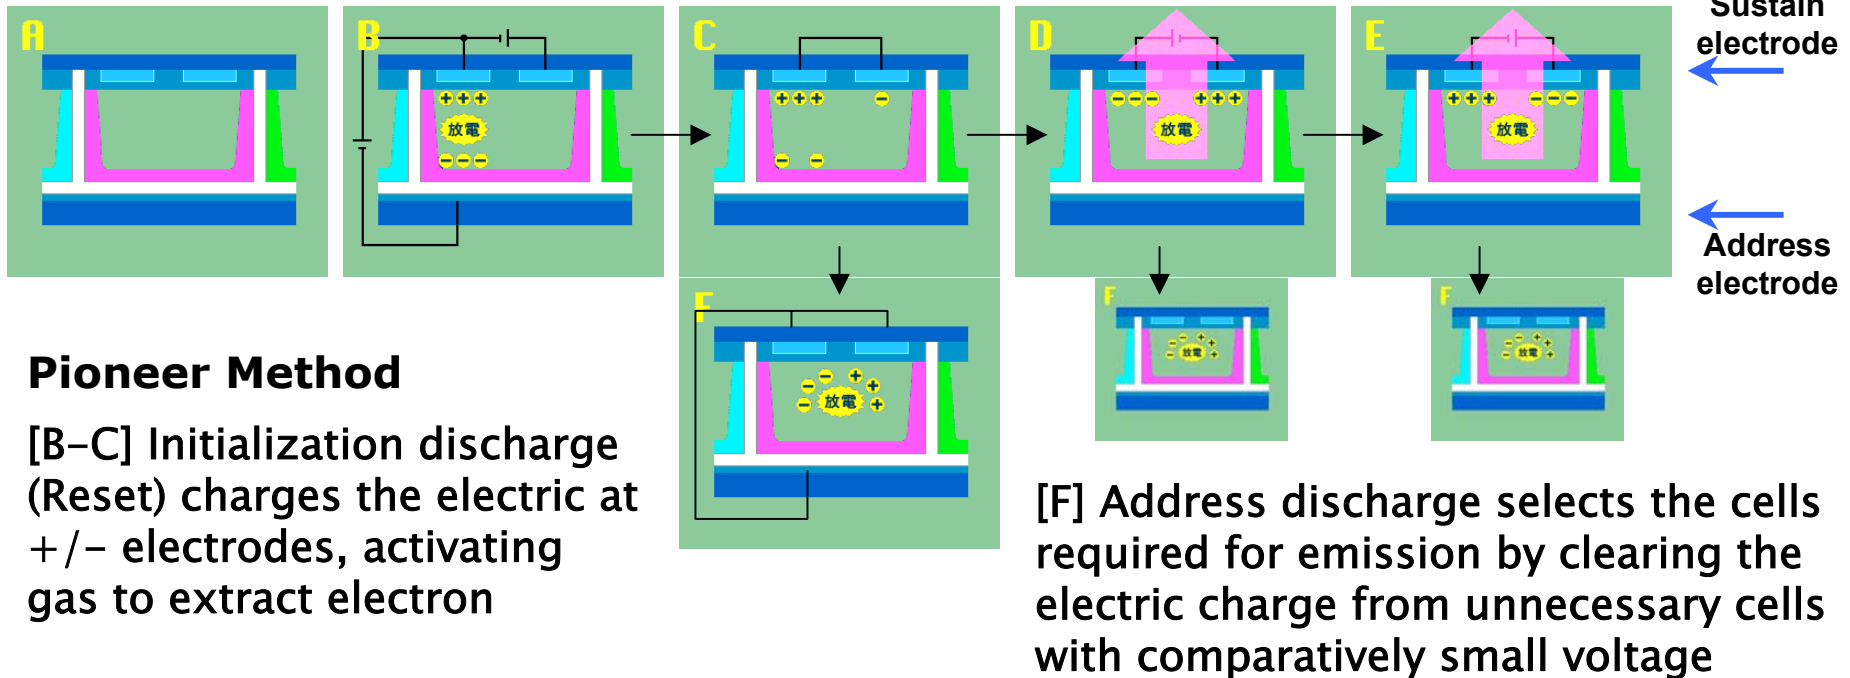 A
B
C
D
E
Sustain
electrode
+ + +
放電
− − −
+ + +
−
− −
− − −
+ + +
放電
+ + +
− − −
放電
Address
electrode
F
− − − + + +
放電
F
− − − + + +
放電
F
− − − + + +
放電
Pioneer Method
[B-C] Initialization discharge
(Reset) charges the electric at
+/- electrodes, activating
gas to extract electron
[F] Address discharge selects the cells
required for emission by clearing the
electric charge from unnecessary cells
with comparatively small voltage